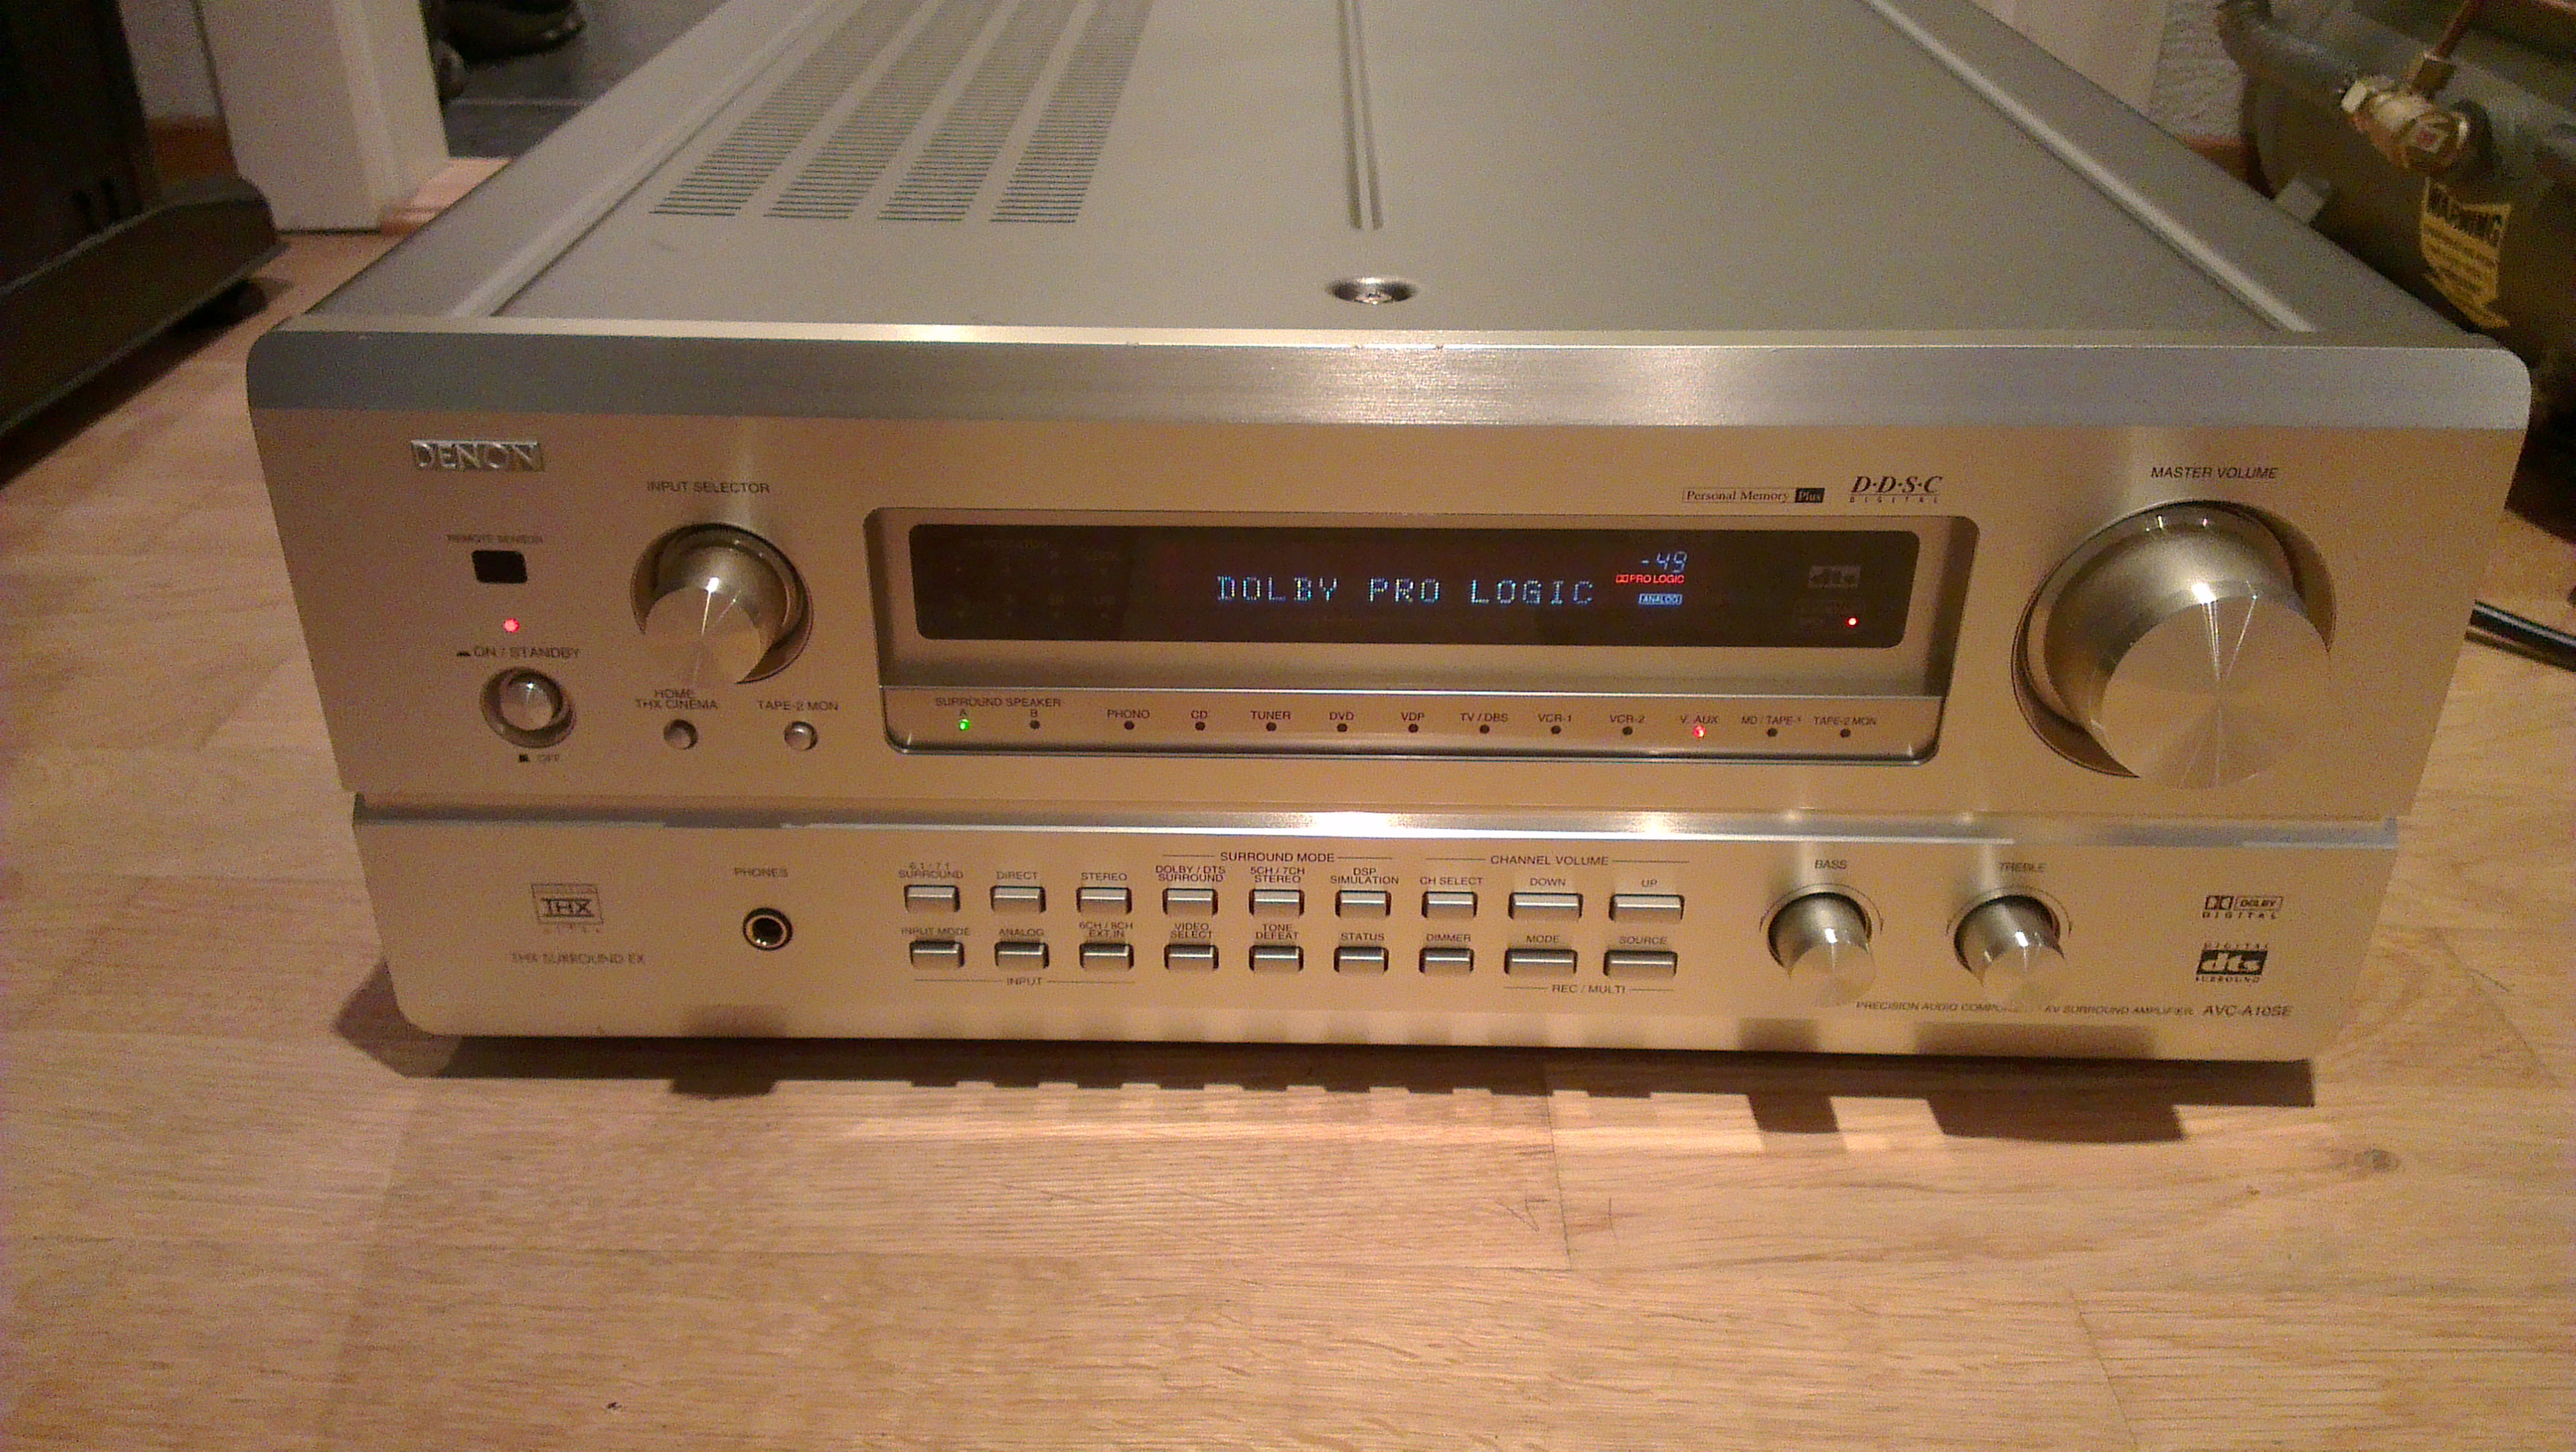 DENON
INPUT SELECTOR
Personal Memory Plus
D·D·S·C
DIGITAL
MASTER VOLUME
REMOTE SENSOR
-49
DOLBY PRO LOGIC
PRO LOGIC
ANALOG
dts
ON / STANDBY
OFF
HOME
THX CINEMA
TAPE-2 MON
SURROUND SPEAKER
A B
PHONO CD TUNER DVD VDP TV / DBS VCR-1 VCR-2 V. AUX MD / TAPE-1 TAPE-2 MON
WARNING
PHONES
SURROUND MODE
CHANNEL VOLUME
6.1 / 7.1
SURROUND
DIRECT
STEREO
DOLBY / DTS
SURROUND
5CH / 7CH
STEREO
DSP
SIMULATION
CH SELECT
DOWN
UP
BASS
TREBLE
INPUT MODE
ANALOG
6CH / 8CH
EXT. IN
VIDEO
SELECT
TONE
DEFEAT
STATUS
DIMMER
MODE
SOURCE
INPUT
REC / MULTI
THX
THX SURROUND EX
DOLBY
DIGITAL
DIGITAL
dts
SURROUND
PRECISION AUDIO AV SURROUND AMPLIFIER AVC-A10SE